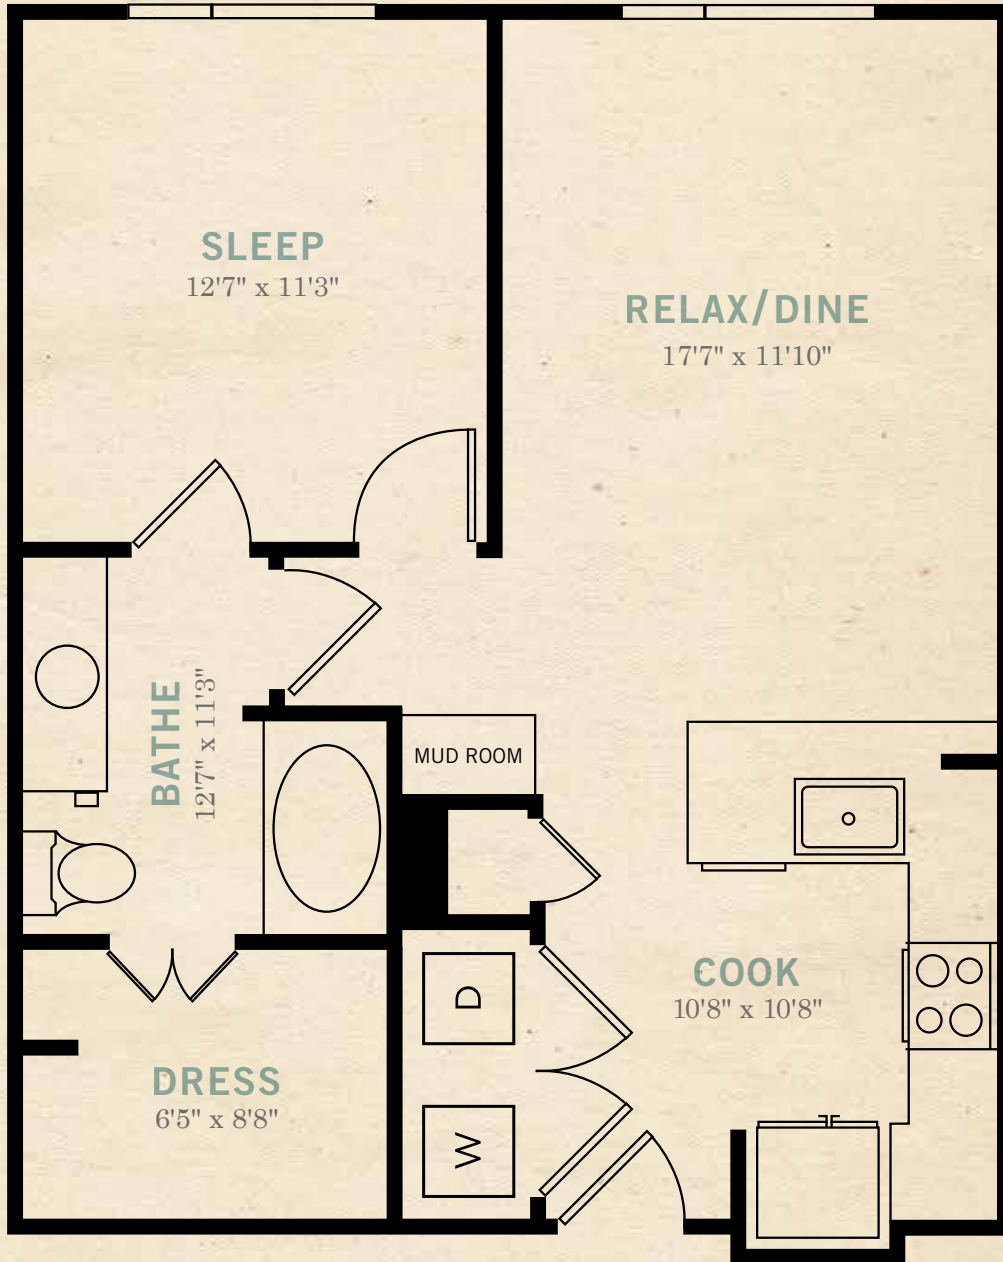 SLEEP
12'7" x 11'3"
RELAX/DINE
17'7" x 11'10"
BATHE
12'7" x 11'3"
MUD ROOM
D
COOK
10'8" x 10'8"
DRESS
6'5" x 8'8"
W